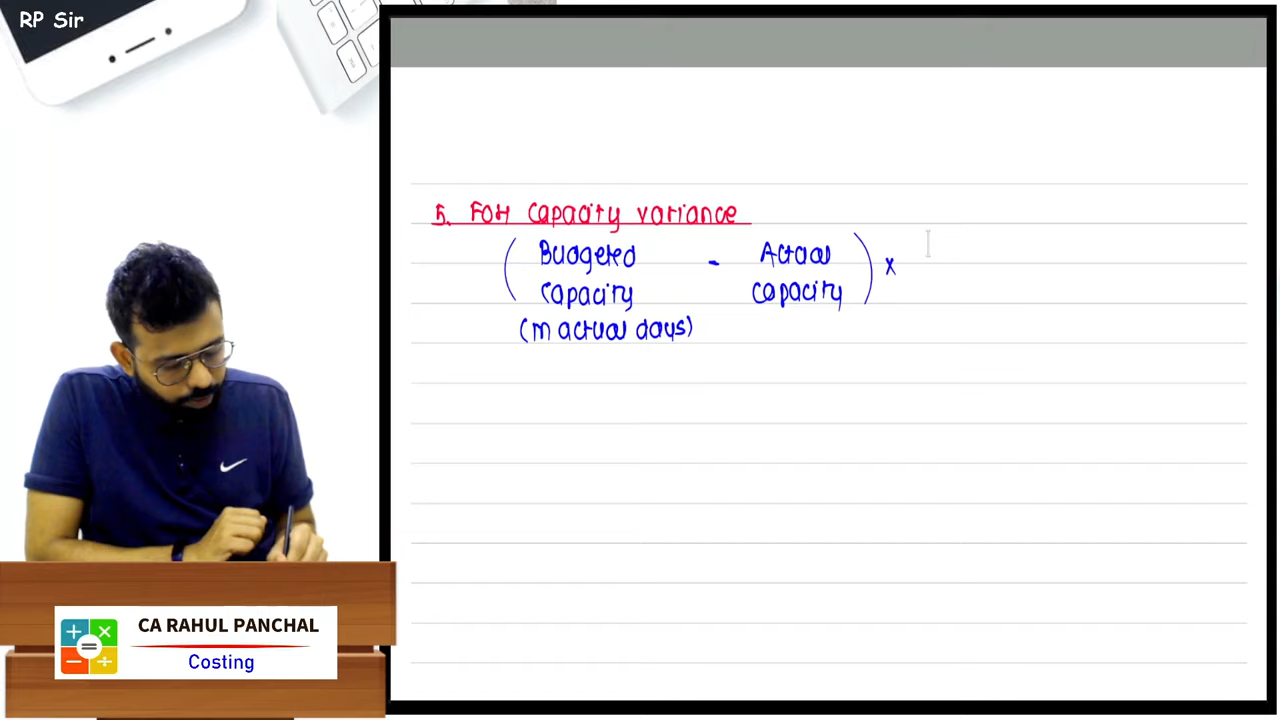 RP Sir
5. FOH Capacity variance
( Budgeted - Actual ) x
Capacity capacity
(in actual days)
CA RAHUL PANCHAL
Costing